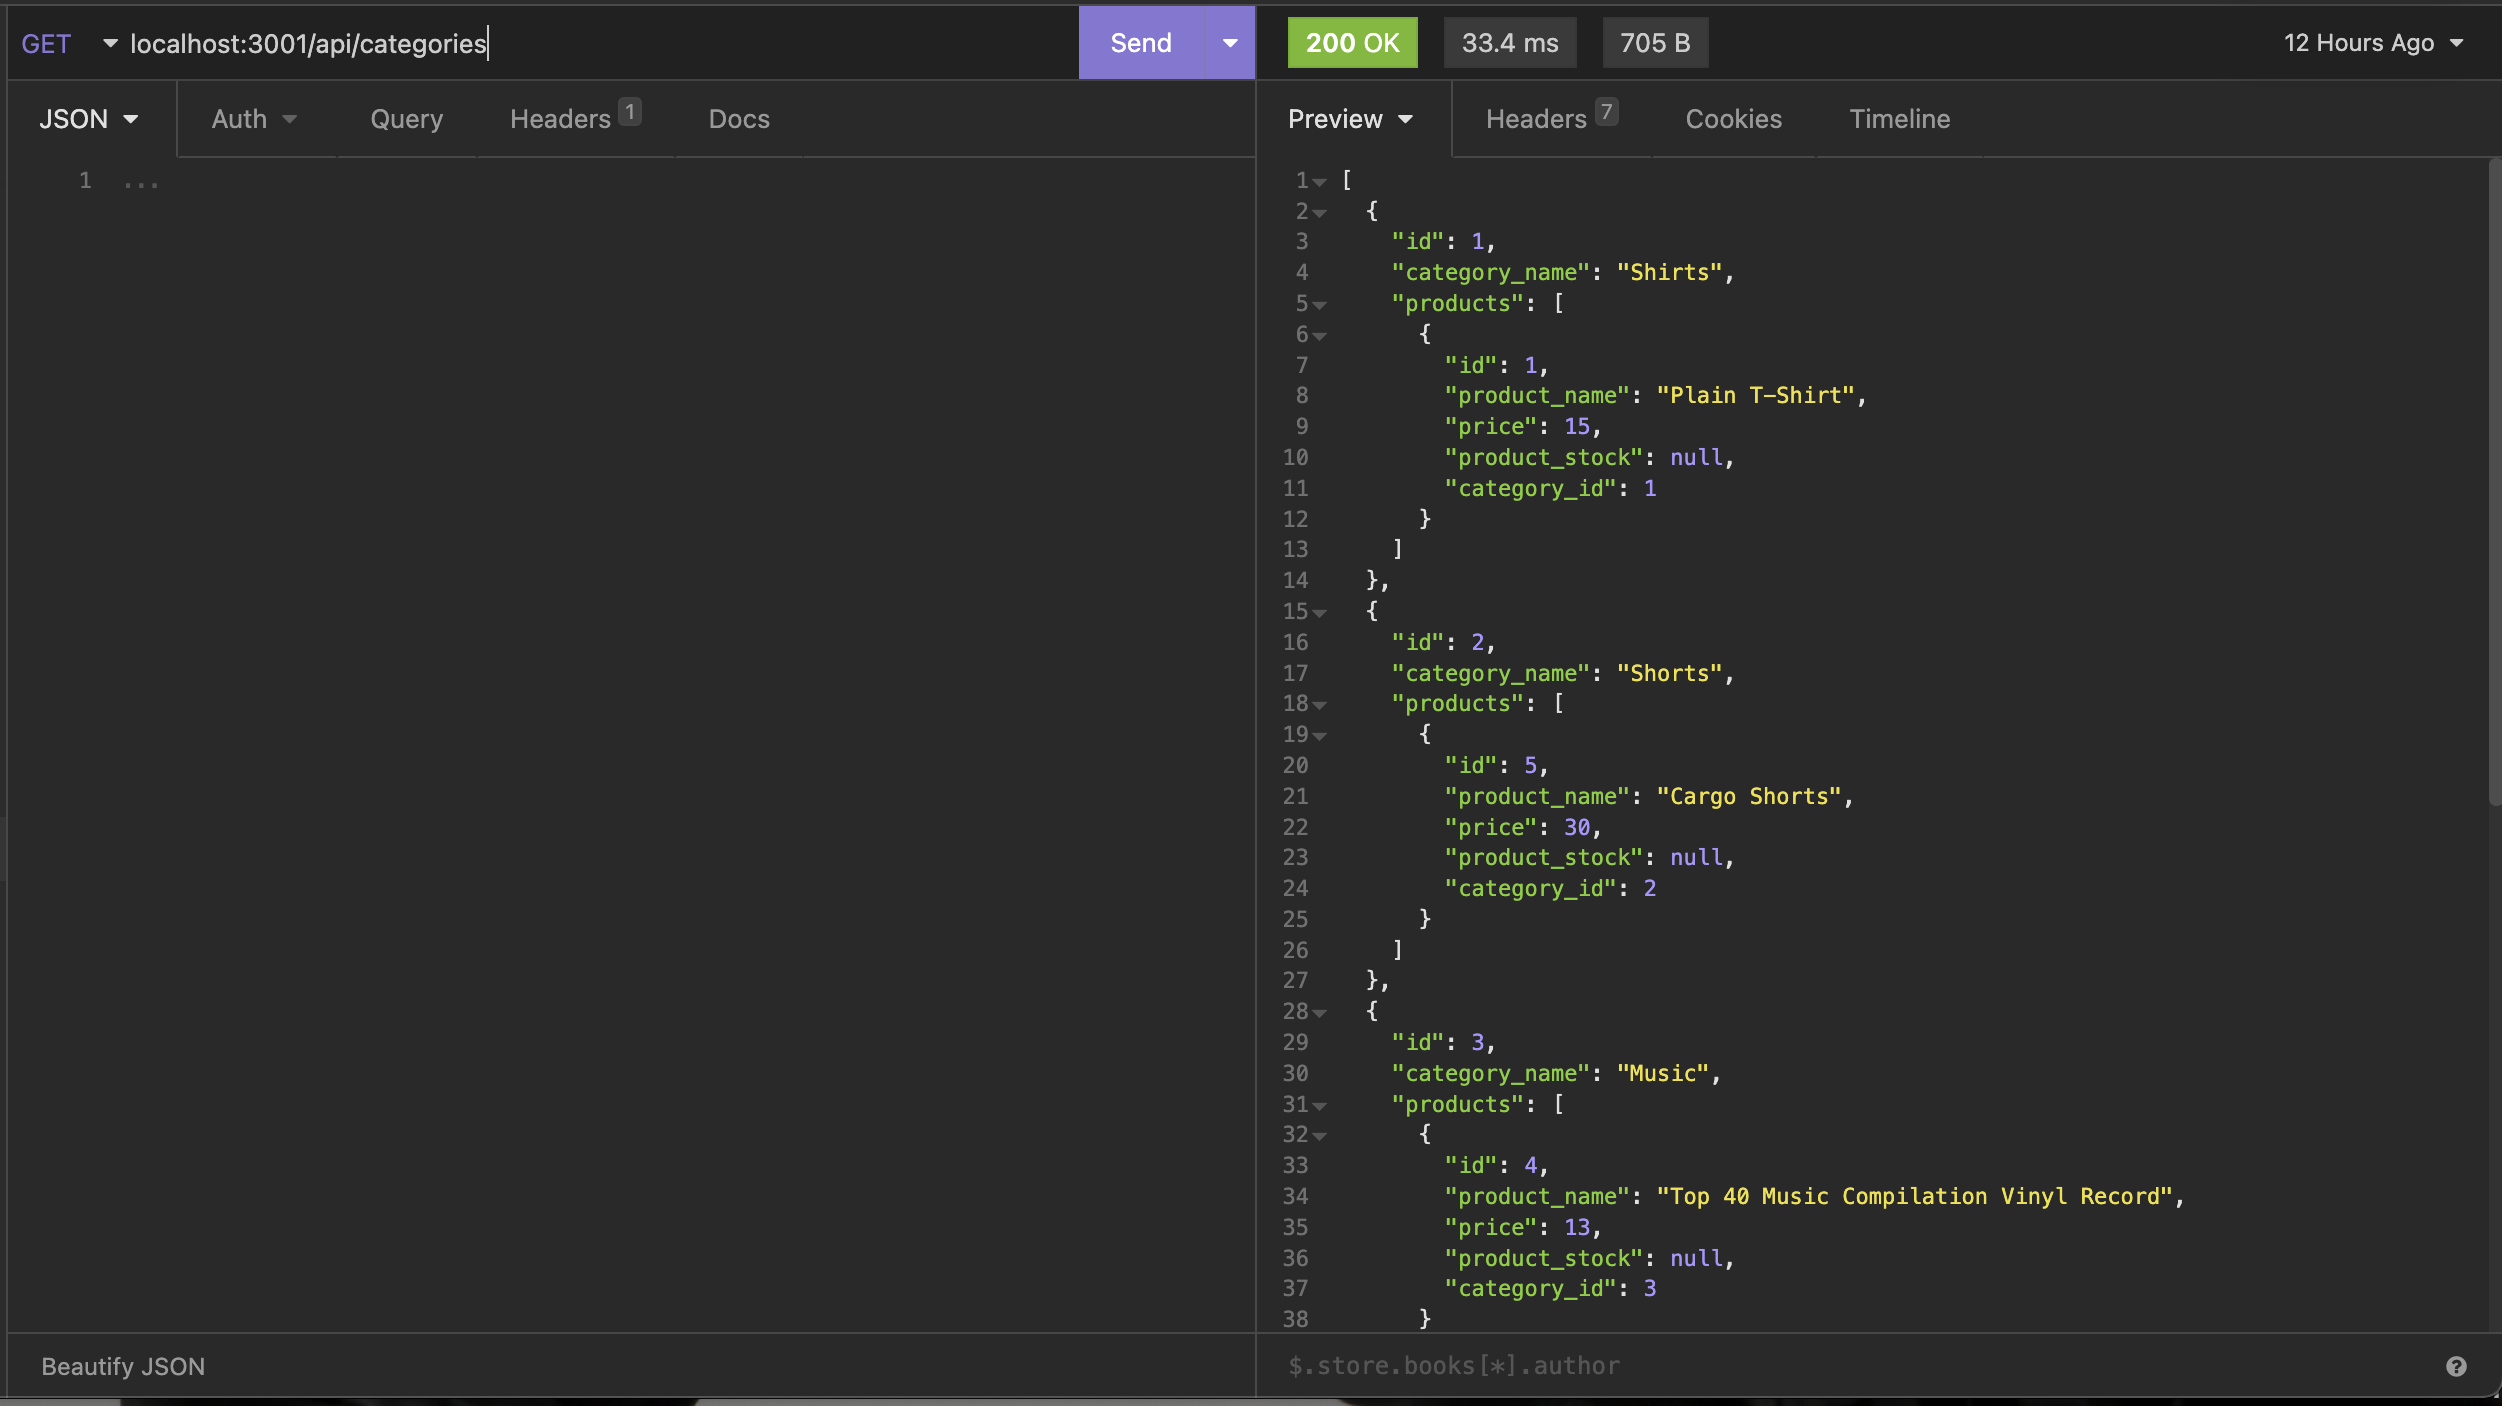 GET localhost:3001/api/categories Send 200 OK 33.4 ms 705 B 12 Hours Ago
JSON Auth Query Headers 1 Docs Preview Headers 7 Cookies Timeline
1 ...
1 [
2 {
3 "id": 1,
4 "category_name": "Shirts",
5 "products": [
6 {
7 "id": 1,
8 "product_name": "Plain T-Shirt",
9 "price": 15,
10 "product_stock": null,
11 "category_id": 1
12 }
13 ]
14 },
15 {
16 "id": 2,
17 "category_name": "Shorts",
18 "products": [
19 {
20 "id": 5,
21 "product_name": "Cargo Shorts",
22 "price": 30,
23 "product_stock": null,
24 "category_id": 2
25 }
26 ]
27 },
28 {
29 "id": 3,
30 "category_name": "Music",
31 "products": [
32 {
33 "id": 4,
34 "product_name": "Top 40 Music Compilation Vinyl Record",
35 "price": 13,
36 "product_stock": null,
37 "category_id": 3
38 }
Beautify JSON $.store.books[*].author ?